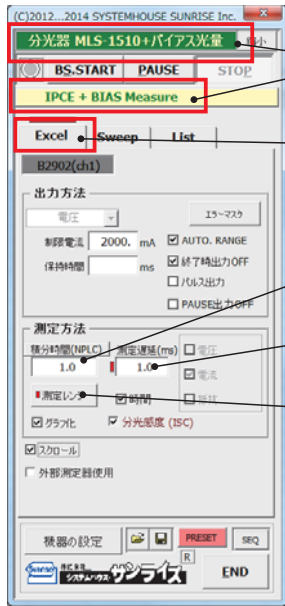 (C)2012...2014 SYSTEMHOUSE SUNRISE Inc.
分光器 MLS-1510+バイアス光量
BS.START PAUSE STOP
IPCE + BIAS Measure
Excel Sweep List
B2902(ch1)
出力方法
電圧 エラーマスク
制限電流 2000. mA AUTO. RANGE
保持時間 ms 終了時出力OFF
パルス出力
PAUSE出力OFF
測定方法
積分時間(NPLC) 測定遅延(ms) 電圧
1.0 1.0 電流
測定レンジ 時間 抵抗
グラフ化 分光感度 (ISC)
スクロール
外部測定器使用
機器の設定 PRESET SEQ
R
Sunrise システムハウス サンライズ END